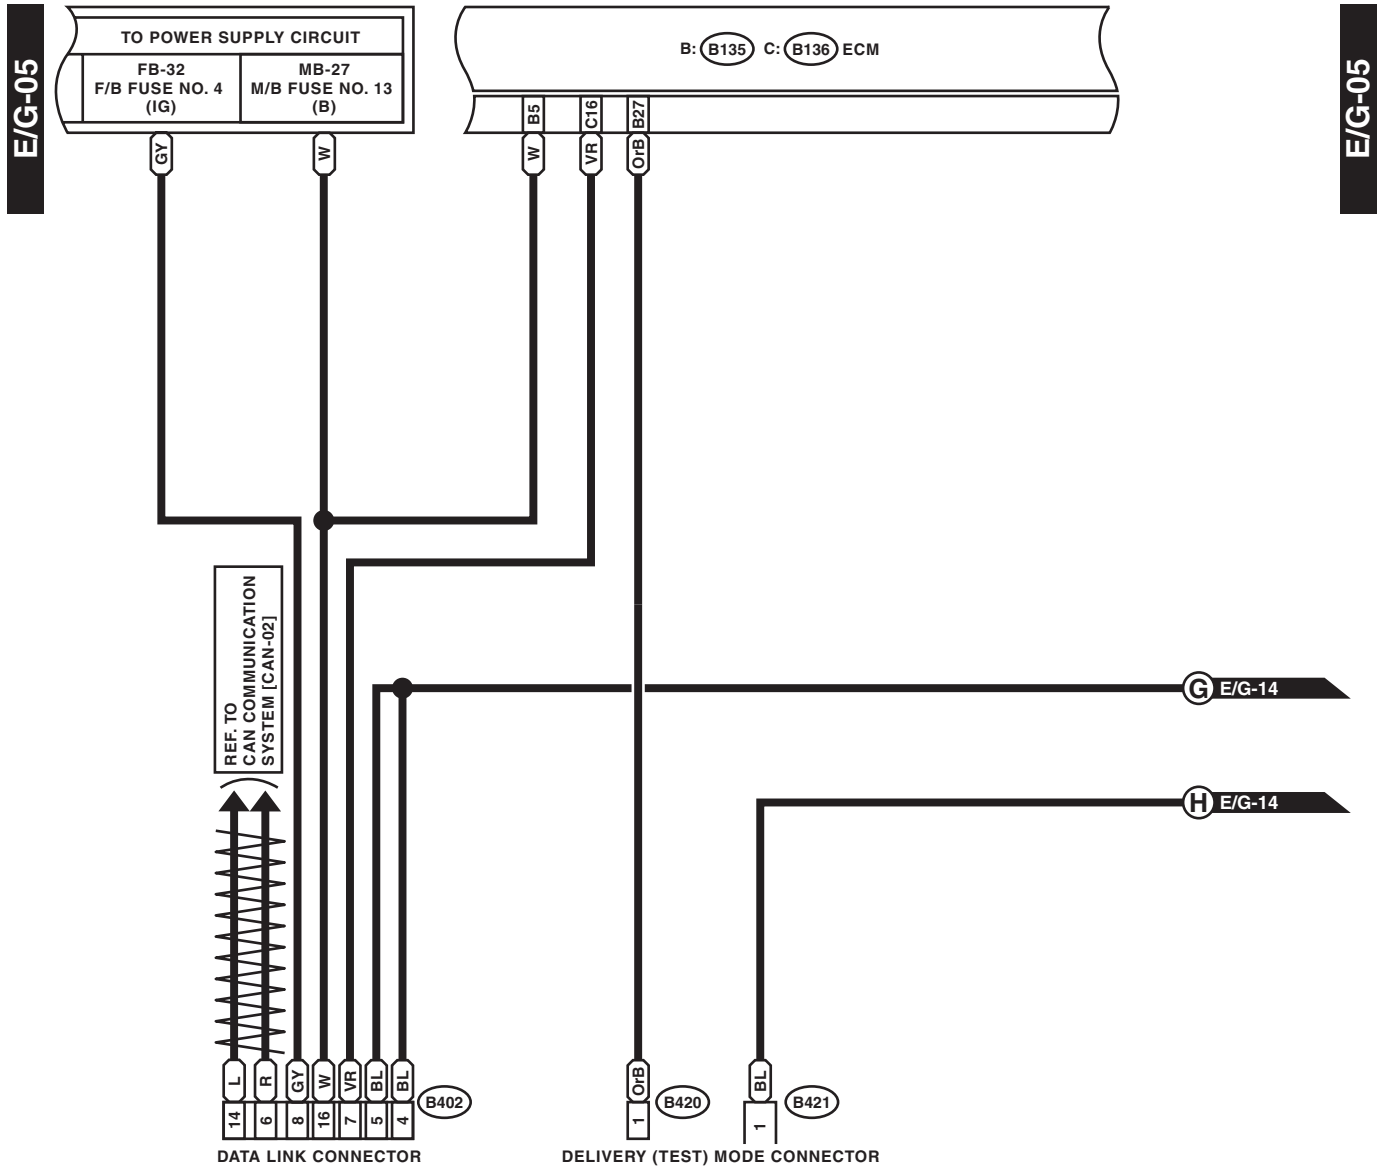 E/G-05
E/G-05
TO POWER SUPPLY CIRCUIT
FB-32
F/B FUSE NO. 4
(IG)
MB-27
M/B FUSE NO. 13
(B)
B: B135 C: B136 ECM
B5
C16
B27
GY
W
W
VR
OrB
REF. TO
CAN COMMUNICATION
SYSTEM [CAN-02]
G E/G-14
H E/G-14
L
R
GY
W
VR
BL
BL
14
6
8
16
7
5
4
B402
OrB
1
B420
BL
1
B421
DATA LINK CONNECTOR
DELIVERY (TEST) MODE CONNECTOR